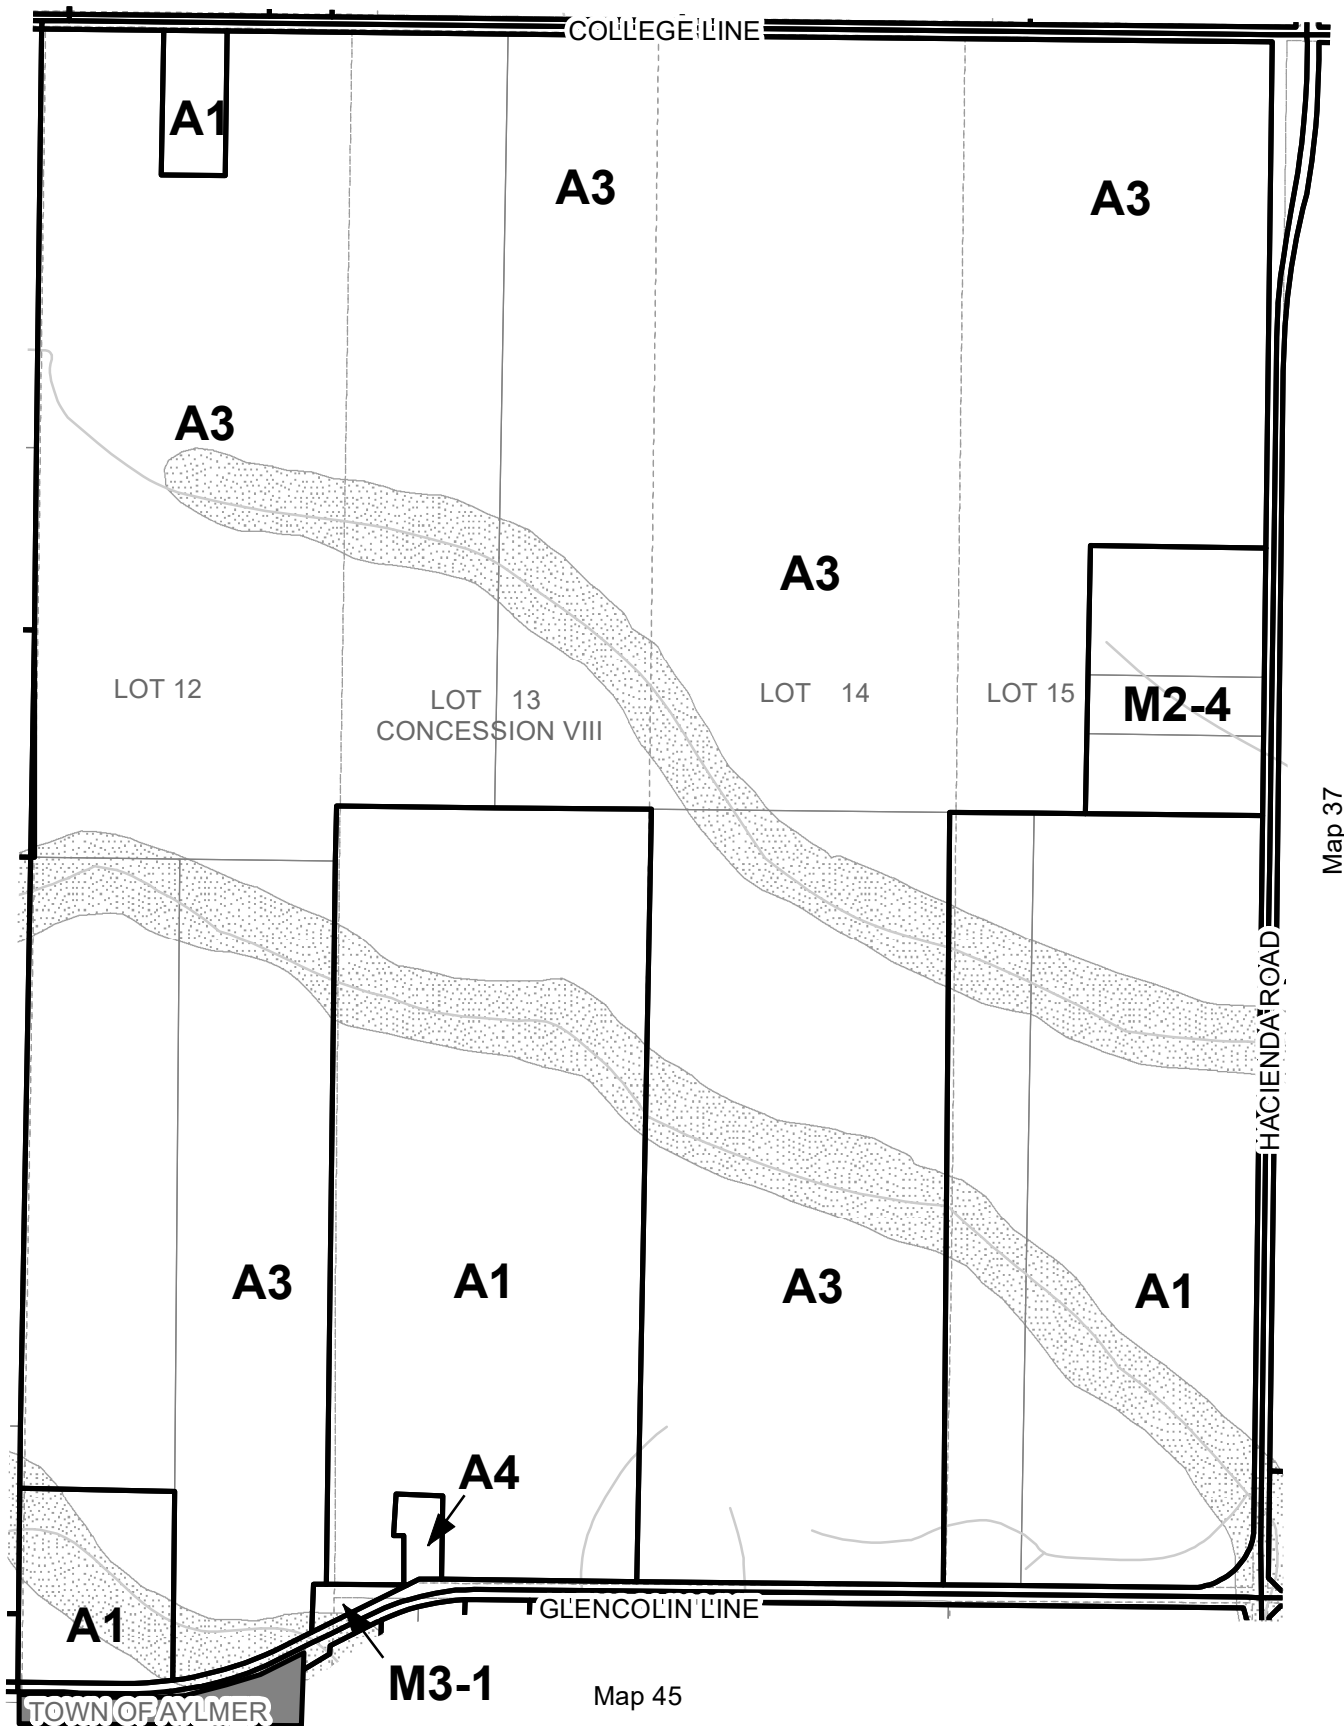 COLLEGE LINE
A1
A3
A3
A3
A3
LOT 12
LOT 13
CONCESSION VIII
LOT 14
LOT 15
M2-4
Map 37
HACIENDA ROAD
A3
A1
A3
A1
A4
A1
GLENCOLIN LINE
M3-1
Map 45
TOWN OF AYLMER